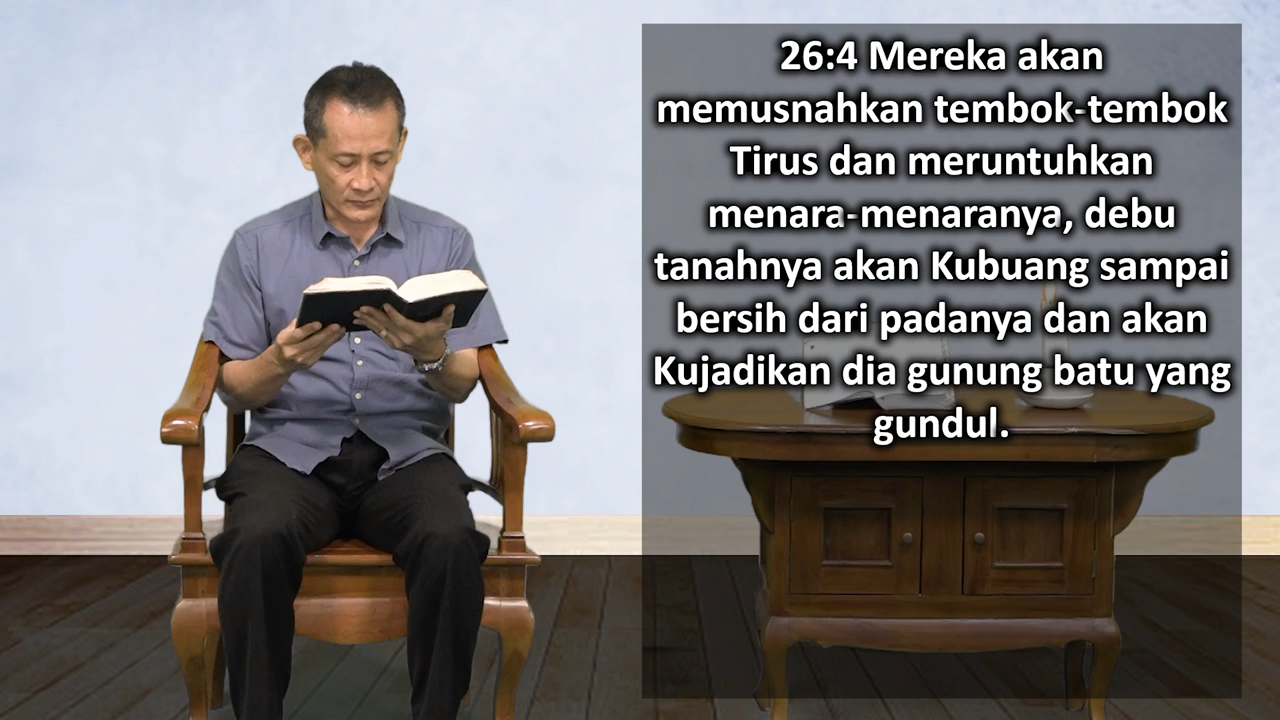 26:4 Mereka akan
memusnahkan tembok-tembok
Tirus dan meruntuhkan
menara-menaranya, debu
tanahnya akan Kubuang sampai
bersih dari padanya dan akan
Kujadikan dia gunung batu yang
gundul.